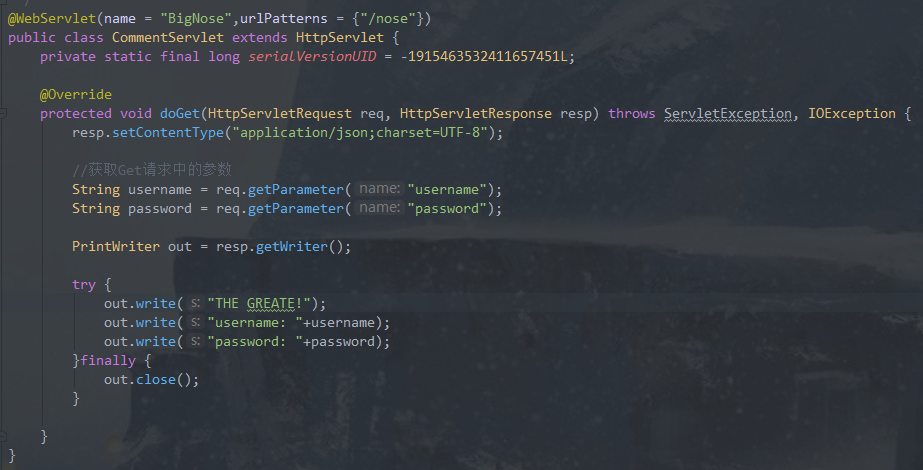 @WebServlet(name = "BigNose",urlPatterns = {"/nose"})
public class CommentServlet extends HttpServlet {
    private static final long serialVersionUID = -1915463532411657451L;
    @Override
    protected void doGet(HttpServletRequest req, HttpServletResponse resp) throws ServletException, IOException {
        resp.setContentType("application/json;charset=UTF-8");
        //获取Get请求中的参数
        String username = req.getParameter( name: "username");
        String password = req.getParameter( name: "password");
        PrintWriter out = resp.getWriter();
        try {
            out.write( s: "THE GREATE!");
            out.write( s: "username: "+username);
            out.write( s: "password: "+password);
        }finally {
            out.close();
        }
    }
}